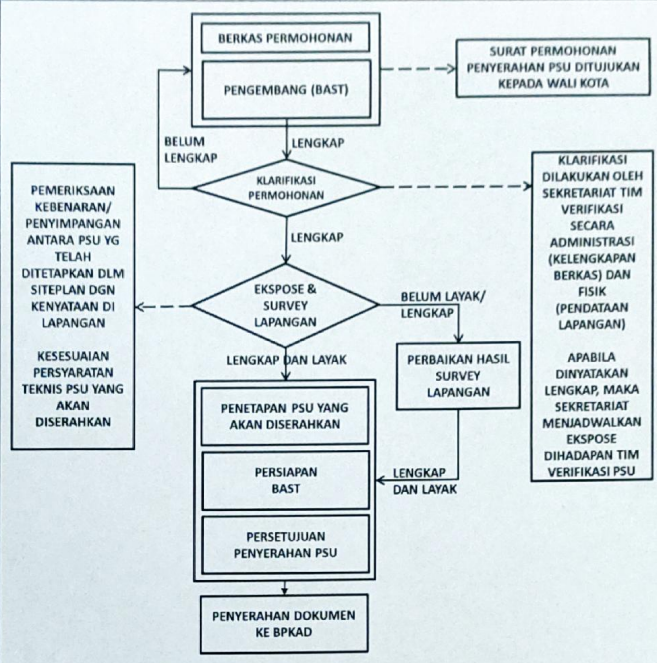 BERKAS PERMOHONAN
PENGEMBANG (BAST)
SURAT PERMOHONAN
PENYERAHAN PSU DITUJUKAN
KEPADA WALI KOTA
BELUM
LENGKAP
LENGKAP
KLARIFIKASI
PERMOHONAN
KLARIFIKASI
DILAKUKAN OLEH
SEKRETARIAT TIM
VERIFIKASI
SECARA
ADMINISTRASI
(KELENGKAPAN
BERKAS) DAN
FISIK
(PENDATAAN
LAPANGAN)
APABILA
DINYATAKAN
LENGKAP, MAKA
SEKRETARIAT
MENJADWALKAN
EKSPOSE
DIHADAPAN TIM
VERIFIKASI PSU
PEMERIKSAAN
KEBENARAN/
PENYIMPANGAN
ANTARA PSU YG
TELAH
DITETAPKAN DLM
SITEPLAN DGN
KENYATAAN DI
LAPANGAN
KESESUAIAN
PERSYARATAN
TEKNIS PSU YANG
AKAN
DISERAHKAN
LENGKAP
EKSPOSE &
SURVEY
LAPANGAN
BELUM LAYAK/
LENGKAP
LENGKAP DAN LAYAK
PERBAIKAN HASIL
SURVEY
LAPANGAN
PENETAPAN PSU YANG
AKAN DISERAHKAN
PERSIAPAN
BAST
LENGKAP
DAN LAYAK
PERSETUJUAN
PENYERAHAN PSU
PENYERAHAN DOKUMEN
KE BPKAD